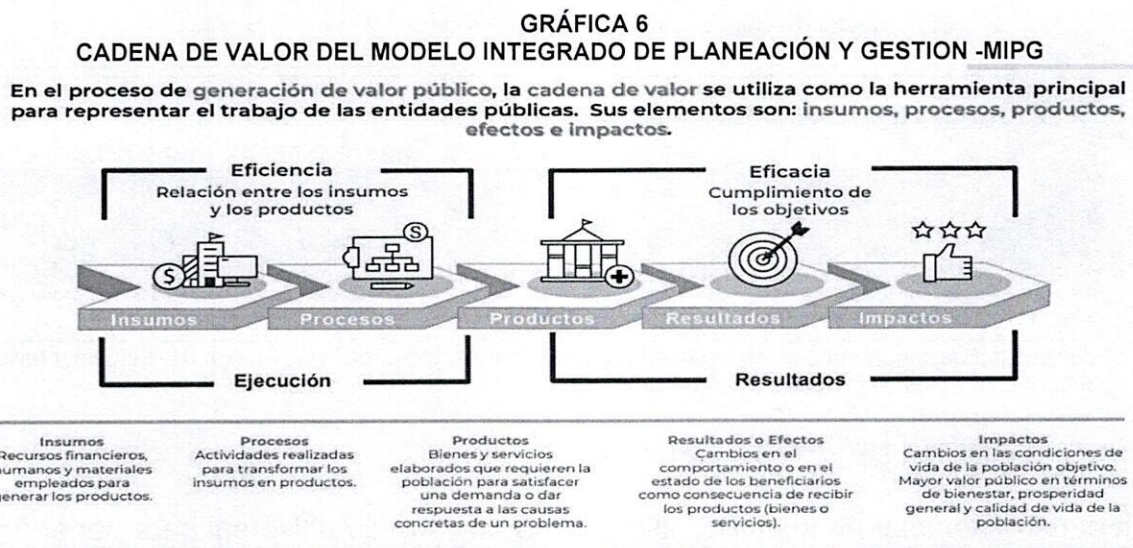 GRÁFICA 6
CADENA DE VALOR DEL MODELO INTEGRADO DE PLANEACIÓN Y GESTION -MIPG
En el proceso de generación de valor público, la cadena de valor se utiliza como la herramienta principal
para representar el trabajo de las entidades públicas. Sus elementos son: insumos, procesos, productos,
efectos e impactos.
Eficiencia
Relación entre los insumos
y los productos
Eficacia
Cumplimiento de
los objetivos
$
S
Insumos
Procesos
Productos
Resultados
Impactos
Ejecución
Resultados
Insumos
Recursos financieros,
humanos y materiales
empleados para
generar los productos.
Procesos
Actividades realizadas
para transformar los
insumos en productos.
Productos
Bienes y servicios
elaborados que requieren la
población para satisfacer
una demanda o dar
respuesta a las causas
concretas de un problema.
Resultados o Efectos
Cambios en el
comportamiento o en el
estado de los beneficiarios
como consecuencia de recibir
los productos (bienes o
servicios).
Impactos
Cambios en las condiciones de
vida de la población objetivo.
Mayor valor público en términos
de bienestar, prosperidad
general y calidad de vida de la
población.